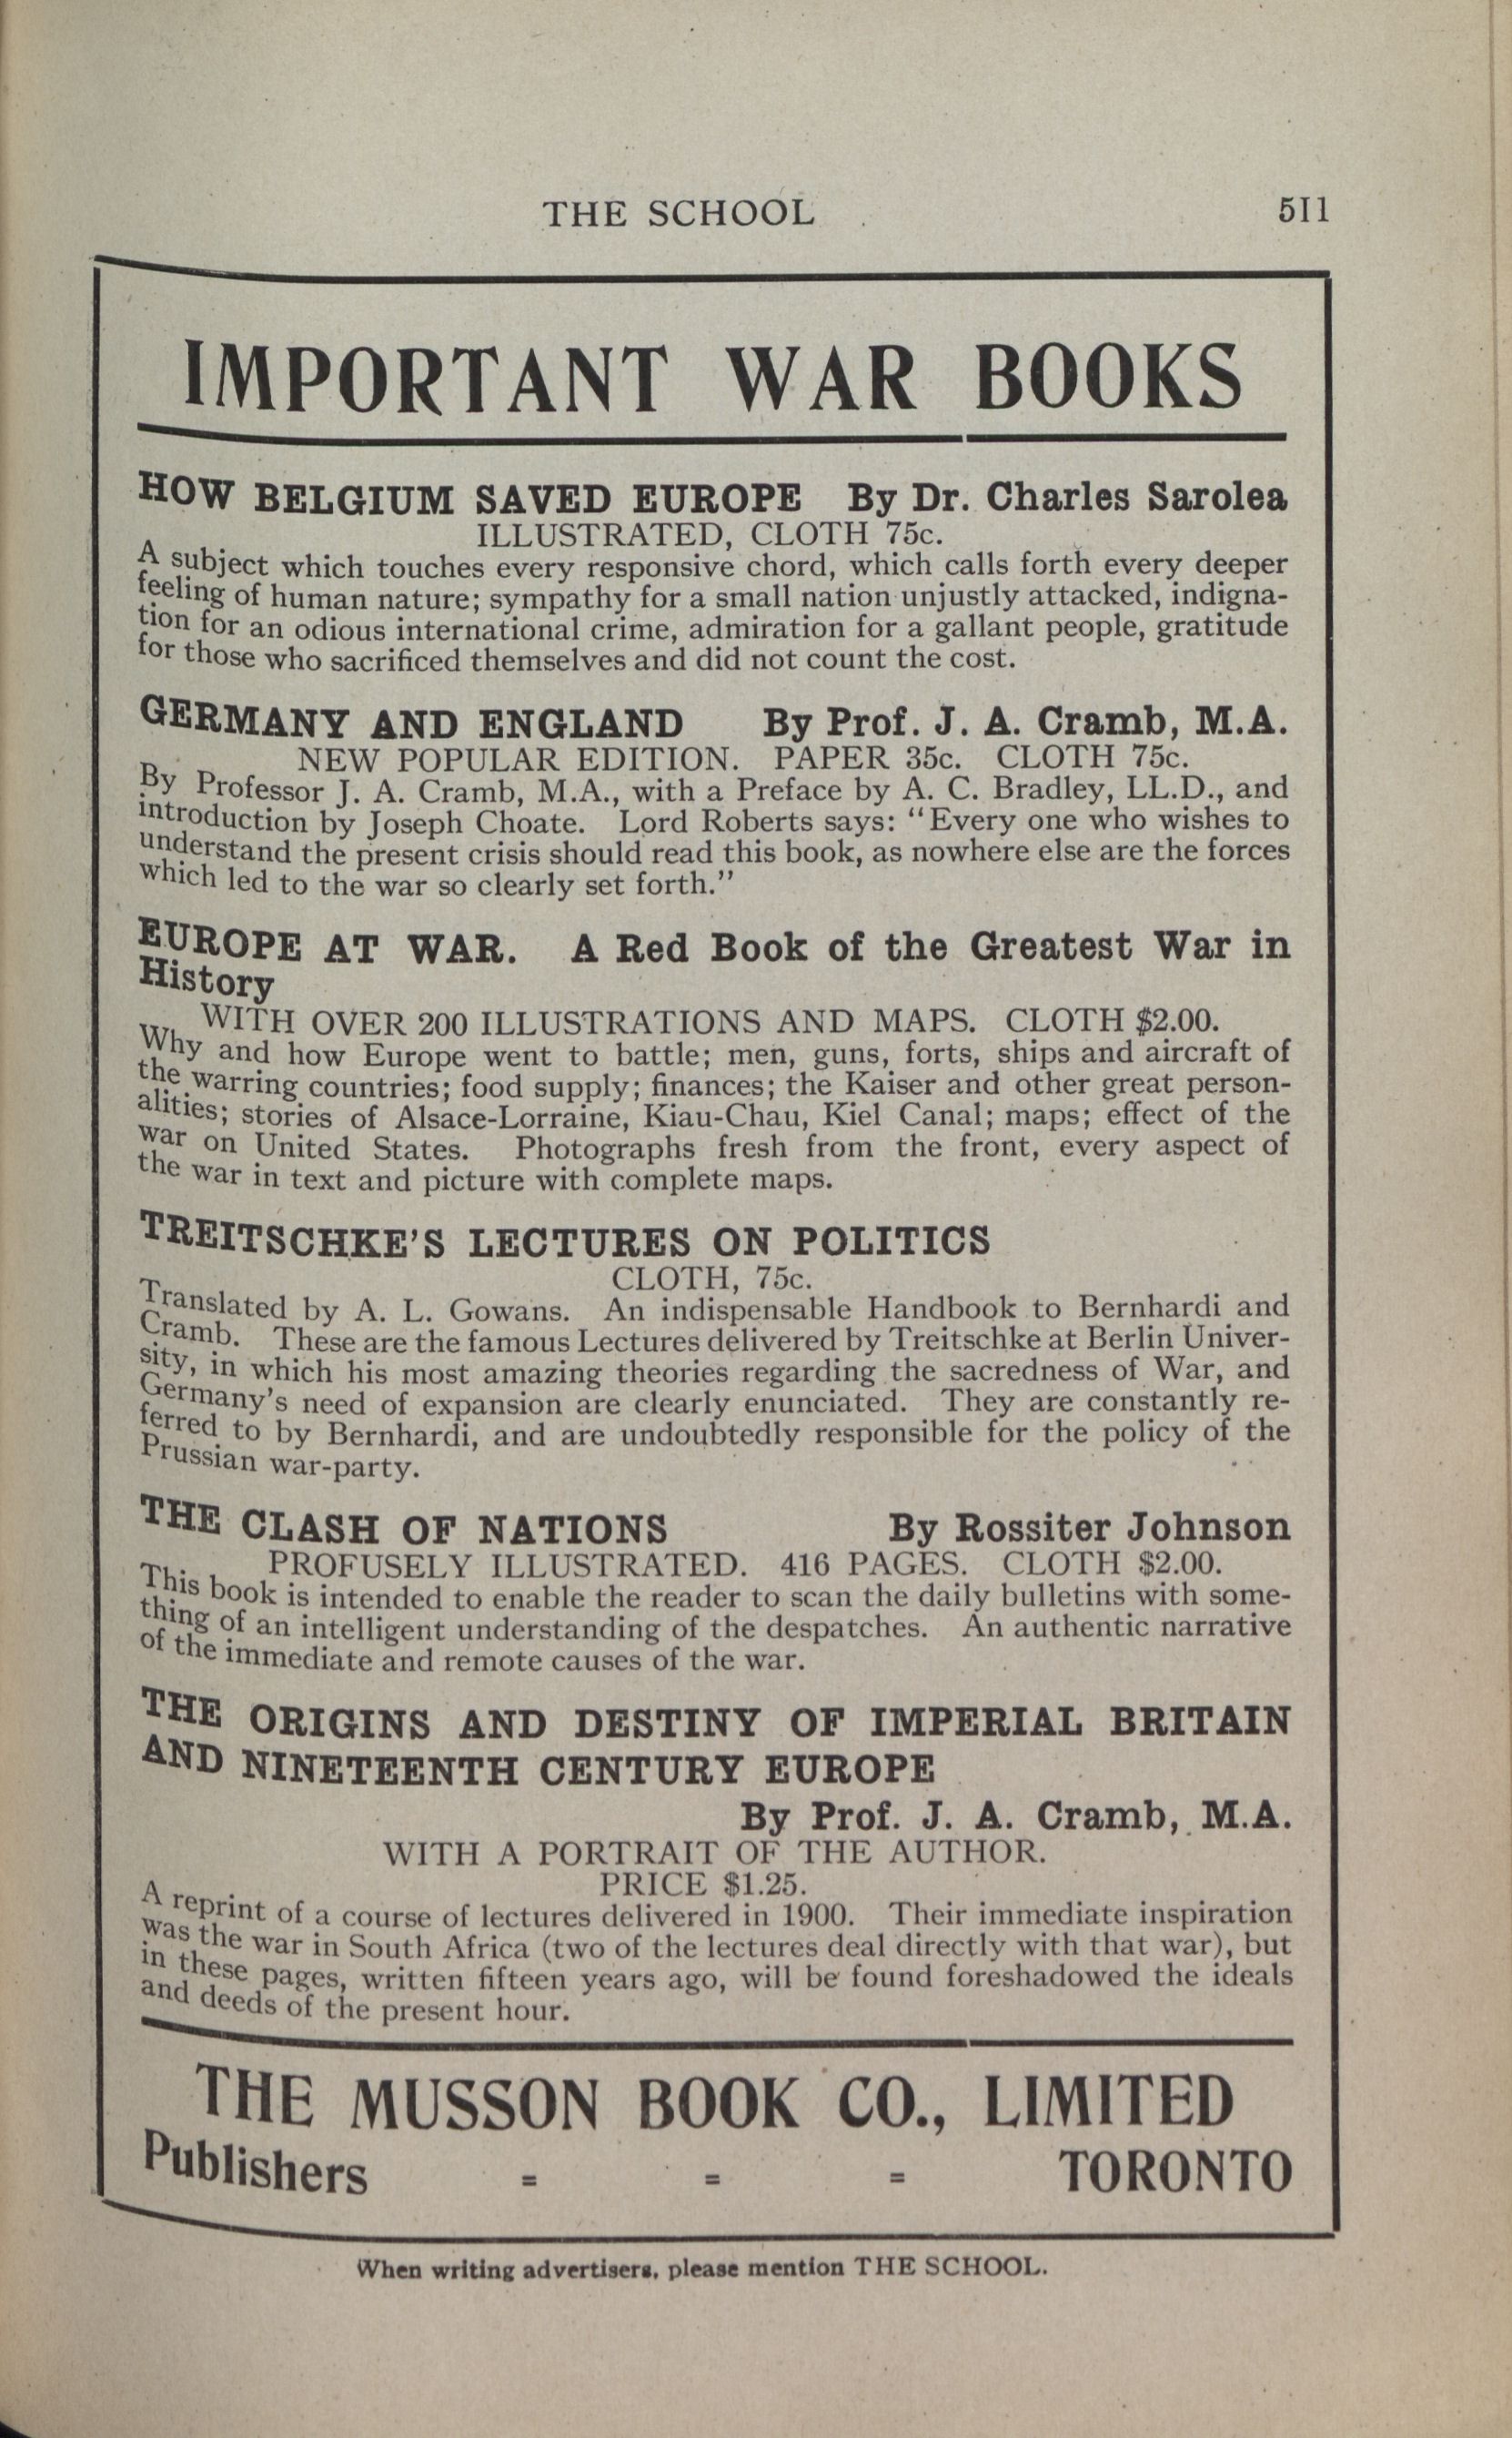 THE SCHOOL 511
IMPORTANT WAR BOOKS
HOW BELGIUM SAVED EUROPE By Dr. Charles Sarolea
ILLUSTRATED, CLOTH 75c.
A subject which touches every responsive chord, which calls forth every deeper
feeling of human nature; sympathy for a small nation unjustly attacked, indigna-
tion for an odious international crime, admiration for a gallant people, gratitude
for those who sacrificed themselves and did not count the cost.
GERMANY AND ENGLAND By Prof. J. A. Cramb, M.A.
NEW POPULAR EDITION. PAPER 35c. CLOTH 75c.
By Professor J. A. Cramb, M.A., with a Preface by A. C. Bradley, LL.D., and
introduction by Joseph Choate. Lord Roberts says: "Every one who wishes to
understand the present crisis should read this book, as nowhere else are the forces
which led to the war so clearly set forth."
EUROPE AT WAR. A Red Book of the Greatest War in
History
WITH OVER 200 ILLUSTRATIONS AND MAPS. CLOTH $2.00.
Why and how Europe went to battle; men, guns, forts, ships and aircraft of
the warring countries; food supply; finances; the Kaiser and other great person-
alities; stories of Alsace-Lorraine, Kiau-Chau, Kiel Canal; maps; effect of the
war on United States. Photographs fresh from the front, every aspect of
the war in text and picture with complete maps.
TREITSCHKE'S LECTURES ON POLITICS
CLOTH, 75c.
Translated by A. L. Gowans. An indispensable Handbook to Bernhardi and
Cramb. These are the famous Lectures delivered by Treitschke at Berlin Univer-
sity, in which his most amazing theories regarding the sacredness of War, and
Germany's need of expansion are clearly enunciated. They are constantly re-
ferred to by Bernhardi, and are undoubtedly responsible for the policy of the
Prussian war-party.
THE CLASH OF NATIONS By Rossiter Johnson
PROFUSELY ILLUSTRATED. 416 PAGES. CLOTH $2.00.
This book is intended to enable the reader to scan the daily bulletins with some-
thing of an intelligent understanding of the despatches. An authentic narrative
of the immediate and remote causes of the war.
THE ORIGINS AND DESTINY OF IMPERIAL BRITAIN
AND NINETEENTH CENTURY EUROPE
By Prof. J. A. Cramb, M.A.
WITH A PORTRAIT OF THE AUTHOR.
PRICE $1.25.
A reprint of a course of lectures delivered in 1900. Their immediate inspiration
was the war in South Africa (two of the lectures deal directly with that war), but
in these pages, written fifteen years ago, will be found foreshadowed the ideals
and deeds of the present hour.
THE MUSSON BOOK CO., LIMITED
Publishers = = = TORONTO
When writing advertisers, please mention THE SCHOOL.